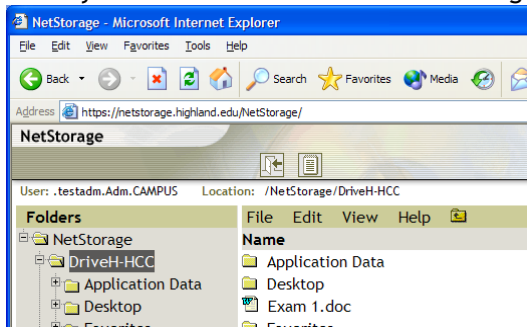 NetStorage - Microsoft Internet Explorer
File Edit View Favorites Tools Help
Back Search Favorites Media
Address https://netstorage.highland.edu/NetStorage/
NetStorage
User: .testadm.Adm.CAMPUS Location: /NetStorage/DriveH-HCC
Folders File Edit View Help
NetStorage Name
DriveH-HCC Application Data
Application Data Desktop
Desktop Exam 1.doc
Favorites Favorites